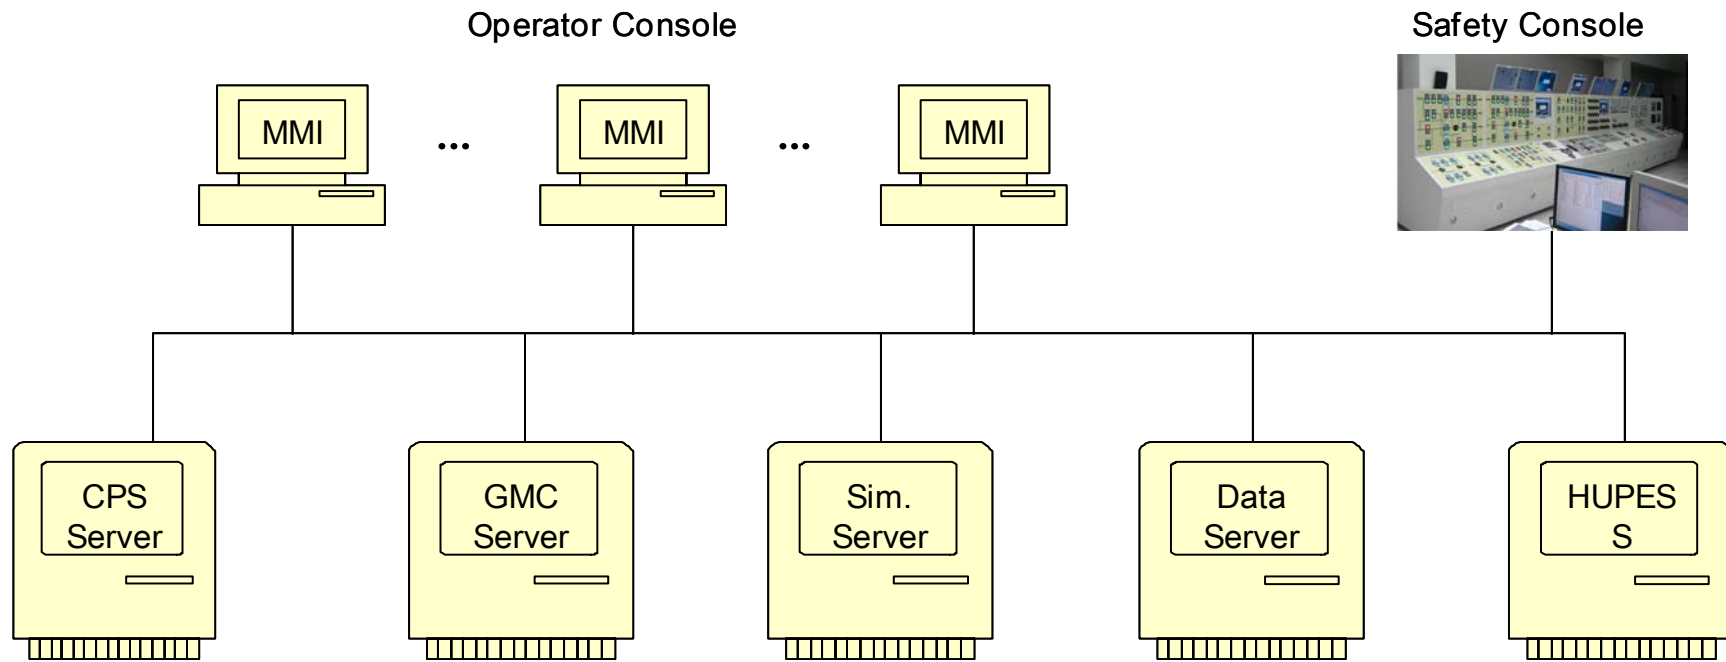 Operator Console
Safety Console
MMI ... MMI ... MMI
CPS
Server
GMC
Server
Sim.
Server
Data
Server
HUPES
S